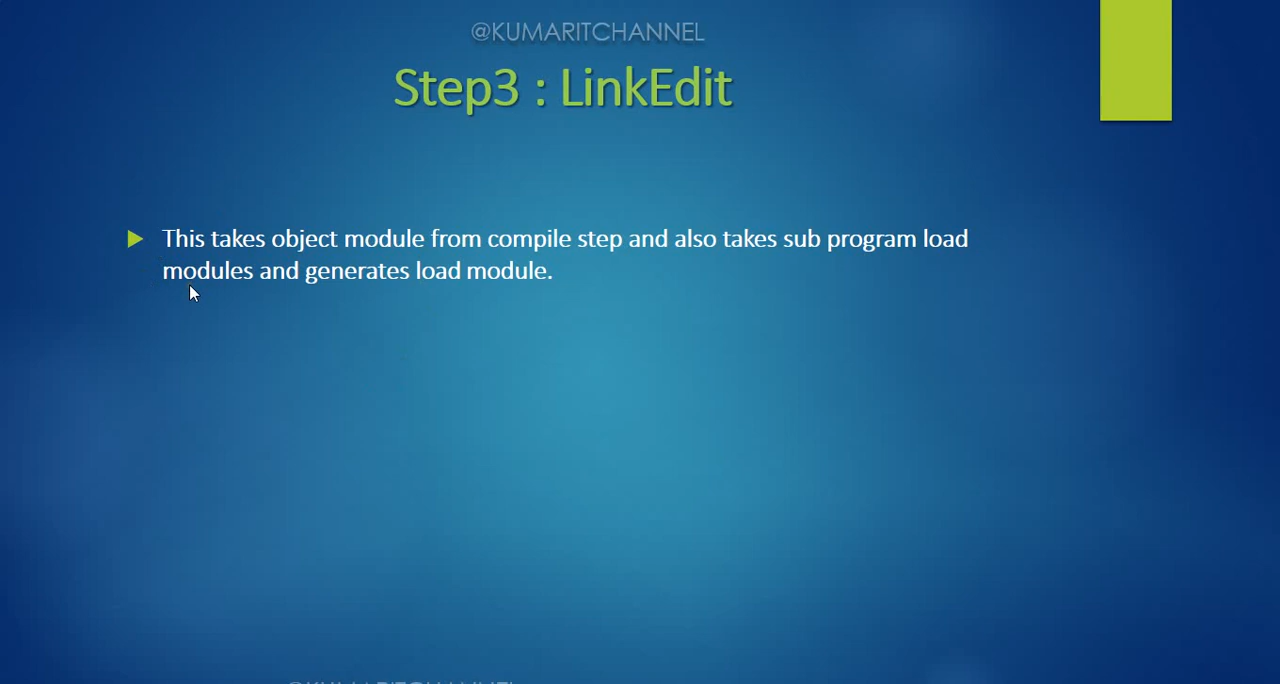 @KUMARITCHANNEL
Step3 : LinkEdit
This takes object module from compile step and also takes sub program load
modules and generates load module.